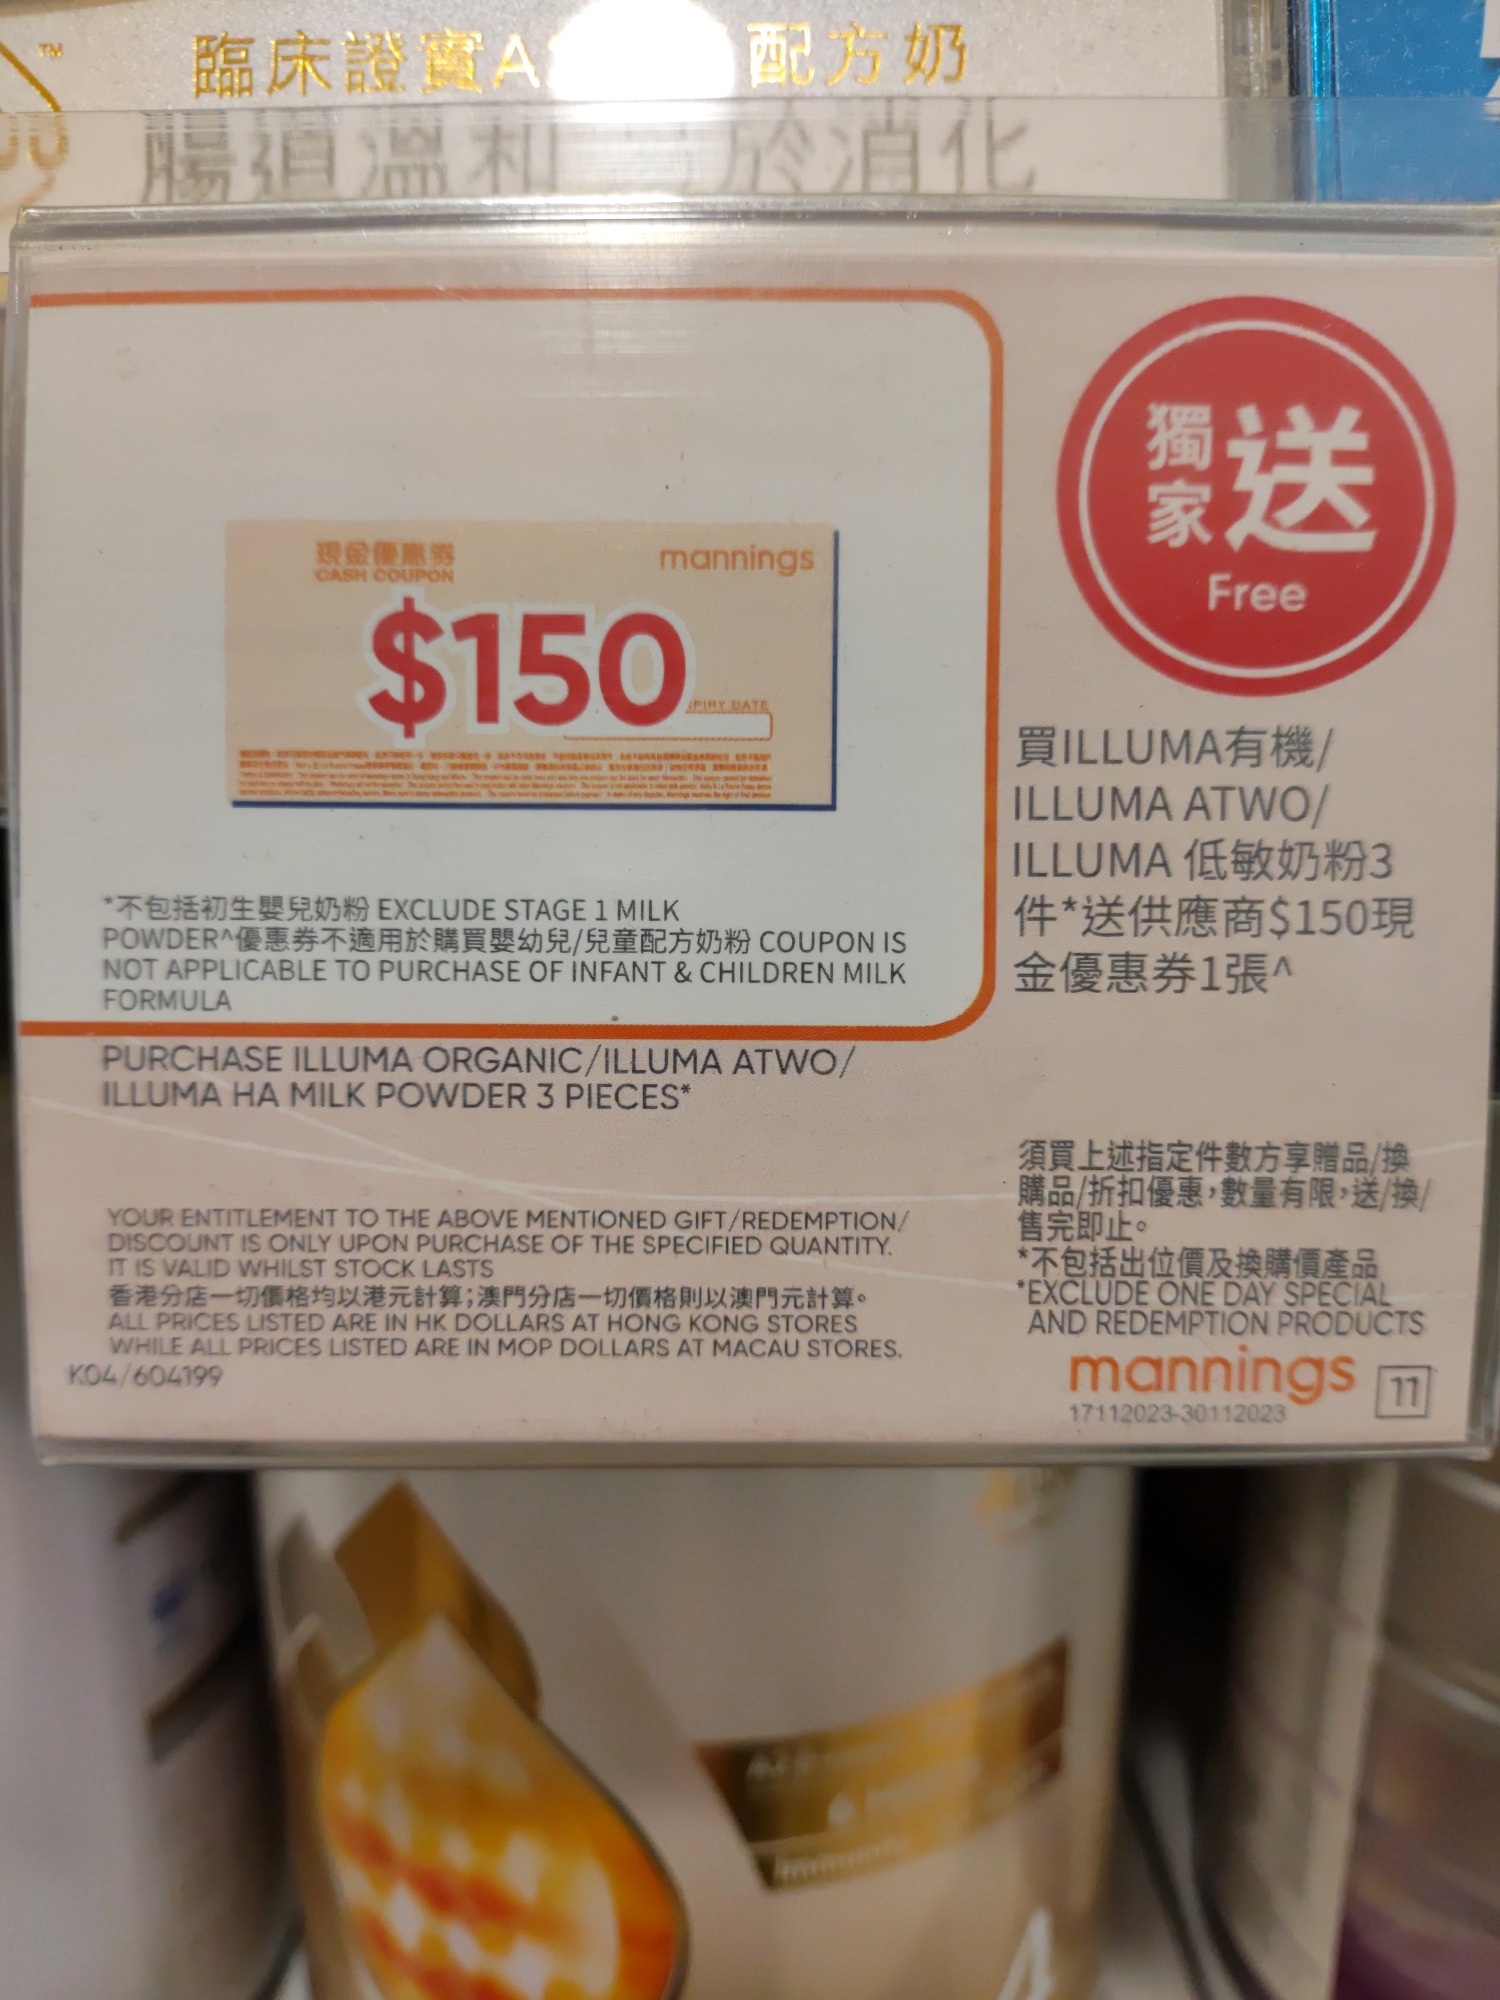 TM
臨床證實A
配方奶
腸道溫和
於消化
獨家送
Free
現金優惠券
CASH COUPON
mannings
$150
PIRY DATE
買ILLUMA有機/
ILLUMA ATWO/
ILLUMA 低敏奶粉3
件*送供應商$150現
金優惠券1張^
*不包括初生嬰兒奶粉 EXCLUDE STAGE 1 MILK
POWDER^優惠券不適用於購買嬰幼兒/兒童配方奶粉 COUPON IS
NOT APPLICABLE TO PURCHASE OF INFANT & CHILDREN MILK
FORMULA
PURCHASE ILLUMA ORGANIC/ILLUMA ATWO/
ILLUMA HA MILK POWDER 3 PIECES*
須買上述指定件數方享贈品/換
購品/折扣優惠，數量有限，送/換/
售完即止。
*不包括出位價及換購價產品
*EXCLUDE ONE DAY SPECIAL
AND REDEMPTION PRODUCTS
YOUR ENTITLEMENT TO THE ABOVE MENTIONED GIFT/REDEMPTION/
DISCOUNT IS ONLY UPON PURCHASE OF THE SPECIFIED QUANTITY.
IT IS VALID WHILST STOCK LASTS
香港分店一切價格均以港元計算；澳門分店一切價格則以澳門元計算。
ALL PRICES LISTED ARE IN HK DOLLARS AT HONG KONG STORES
WHILE ALL PRICES LISTED ARE IN MOP DOLLARS AT MACAU STORES.
K04/604199
mannings
11
17112023-30112023